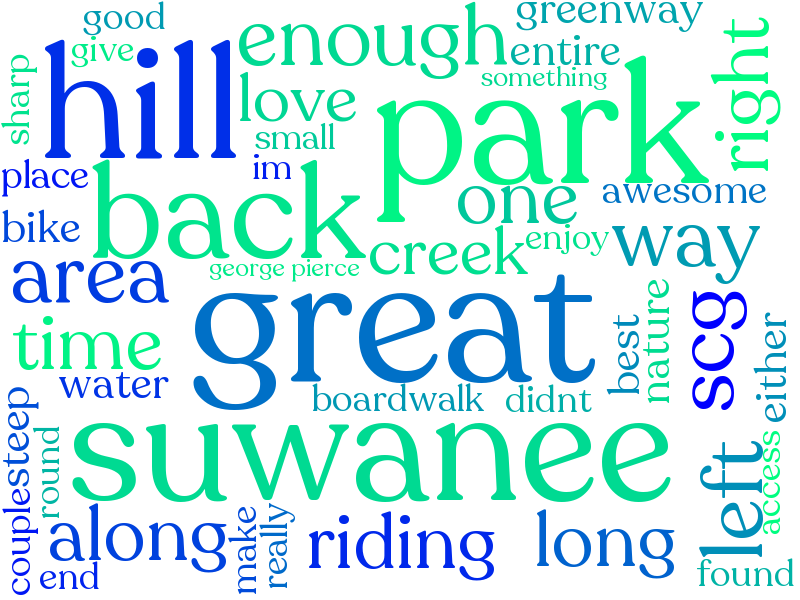 good
greenway
give
enough
entire
right
sharp
hill
love
something
park
small
im
place
back
one
awesome
bike
creek
enjoy
way
area
george pierce
great
time
best
nature
scg
either
water
boardwalk
didnt
steep
round
suwanee
left
access
couple
along
make
really
riding
long
end
found